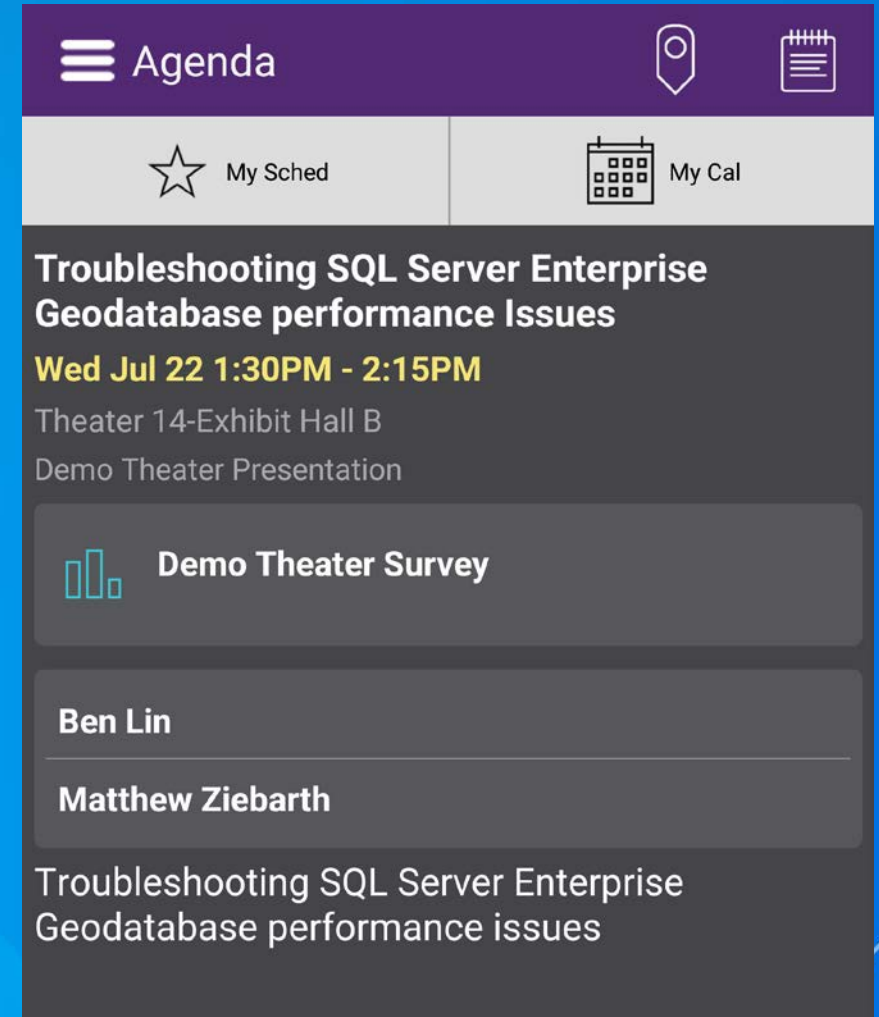 Agenda
My Sched
My Cal
Troubleshooting SQL Server Enterprise
Geodatabase performance Issues
Wed Jul 22 1:30PM - 2:15PM
Theater 14-Exhibit Hall B
Demo Theater Presentation
Demo Theater Survey
Ben Lin
Matthew Ziebarth
Troubleshooting SQL Server Enterprise
Geodatabase performance issues